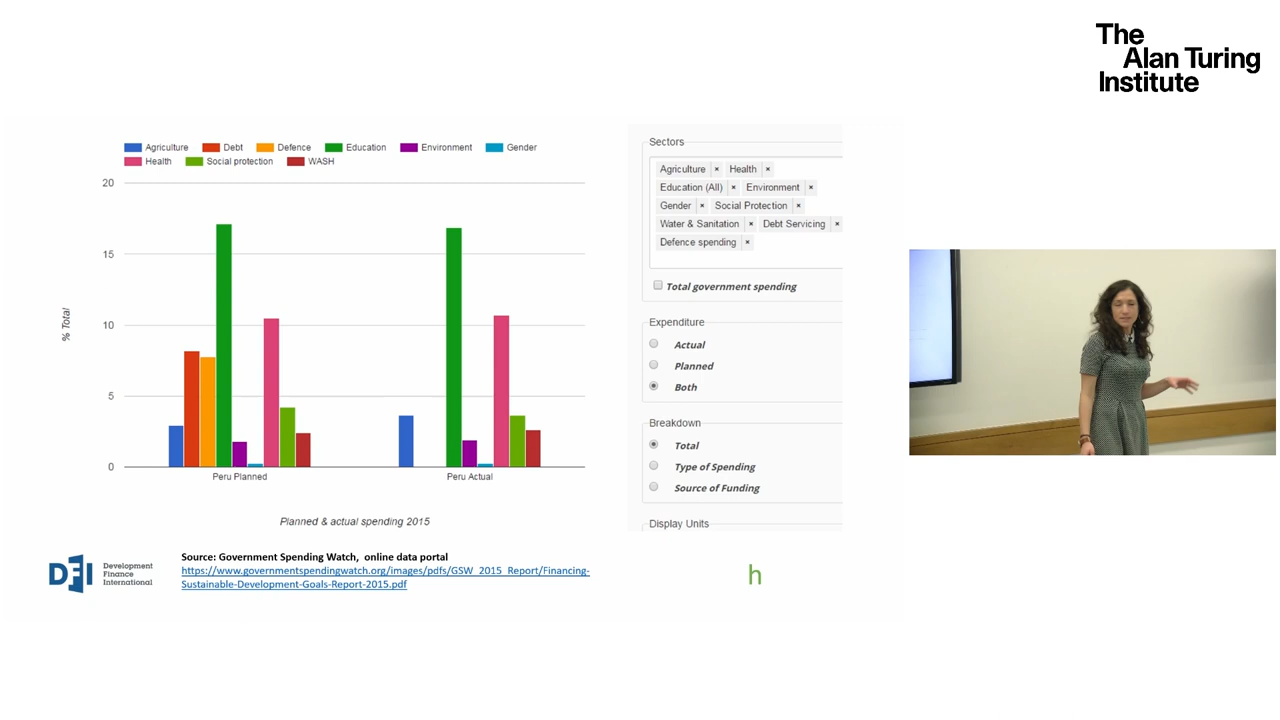 The
Alan Turing
Institute
Agriculture Debt Defence Education Environment Gender
Health Social protection WASH
20
15
10
5
0
% Total
Peru Planned Peru Actual
Planned & actual spending 2015
Sectors
Agriculture × Health ×
Education (All) × Environment ×
Gender × Social Protection ×
Water & Sanitation × Debt Servicing ×
Defence spending ×
Total government spending
Expenditure
Actual
Planned
Both
Breakdown
Total
Type of Spending
Source of Funding
Display Units
DFI
Development
Finance
International
Source: Government Spending Watch, online data portal
https://www.governmentspendingwatch.org/images/pdfs/GSW_2015_Report/Financing-
Sustainable-Development-Goals-Report-2015.pdf
h